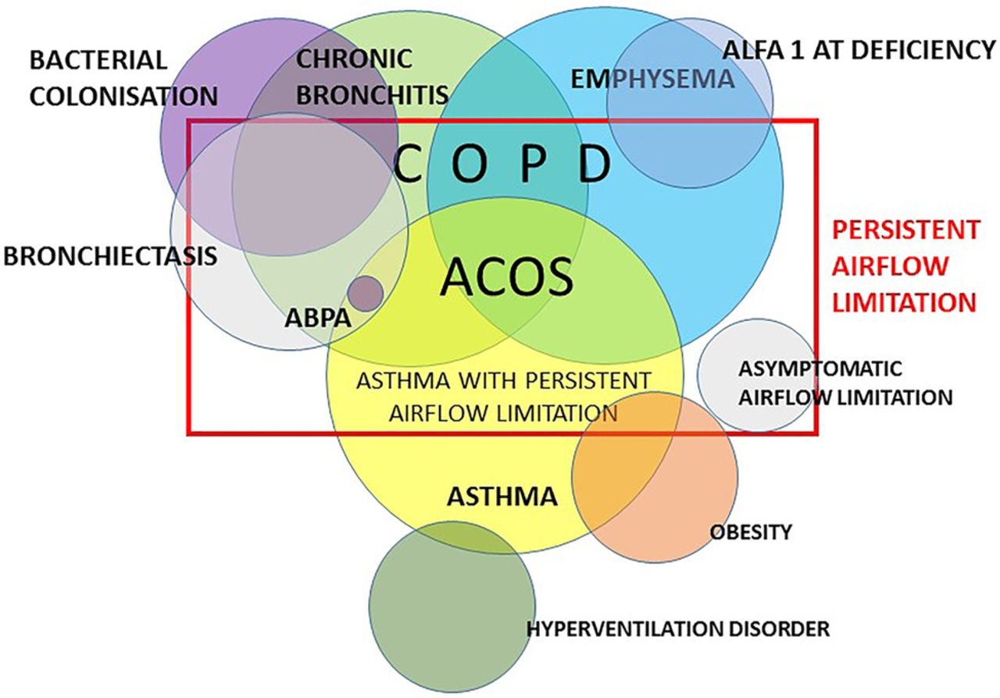 BACTERIAL
COLONISATION
CHRONIC
BRONCHITIS
EMPHYSEMA
ALFA 1 AT DEFICIENCY
C O P D
PERSISTENT
AIRFLOW
LIMITATION
BRONCHIECTASIS
ACOS
ABPA
ASTHMA WITH PERSISTENT
AIRFLOW LIMITATION
ASYMPTOMATIC
AIRFLOW LIMITATION
ASTHMA
OBESITY
HYPERVENTILATION DISORDER